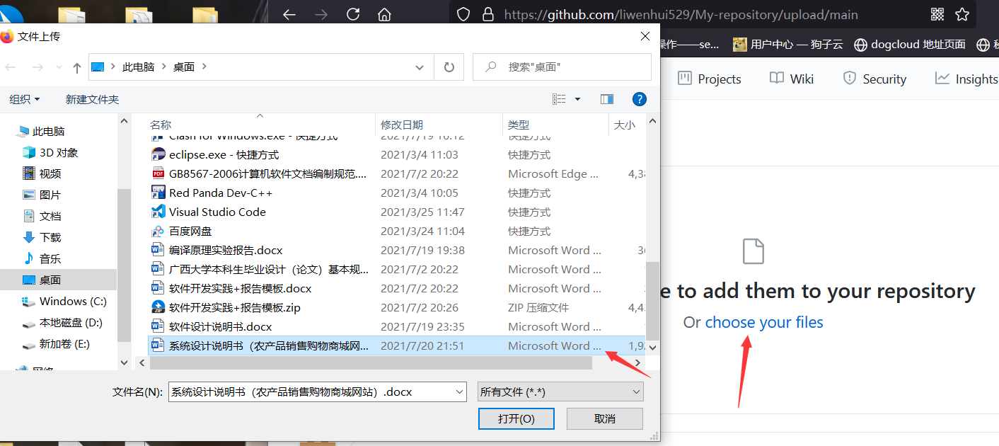 https://github.com/liwenhui529/My-repository/upload/main
操作——se...
用户中心 — 狗子云
dogcloud 地址页面
文件上传
此电脑
桌面
搜索"桌面"
Projects
Wiki
Security
Insights
组织
新建文件夹
名称
修改日期
类型
大小
此电脑
3D 对象
视频
图片
文档
下载
音乐
桌面
Windows (C:)
本地磁盘 (D:)
新加卷 (E:)
网络
Clash for Windows.exe - 快捷方式 2021/7/19 16:12 快捷方式
eclipse.exe - 快捷方式 2021/3/4 11:03 快捷方式
GB8567-2006计算机软件文档编制规范.... 2021/7/2 20:22 Microsoft Edge ... 4,38
Red Panda Dev-C++ 2021/3/4 10:05 快捷方式
Visual Studio Code 2021/3/25 11:47 快捷方式
百度网盘 2021/3/24 11:04 快捷方式
编译原理实验报告.docx 2021/7/19 19:38 Microsoft Word ...
广西大学本科生毕业设计（论文）基本规... 2021/7/2 20:22 Microsoft Word ...
软件开发实践+报告模板.docx 2021/7/2 20:22 Microsoft Word ...
软件开发实践+报告模板.zip 2021/7/2 20:26 ZIP 压缩文件 4,4
软件设计说明书.docx 2021/7/19 23:35 Microsoft Word ...
系统设计说明书（农产品销售购物商城网... 2021/7/20 21:51 Microsoft Word ... 1,9
e to add them to your repository
Or choose your files
文件名(N):
系统设计说明书（农产品销售购物商城网站）.docx
所有文件 (*.*)
打开(O)
取消